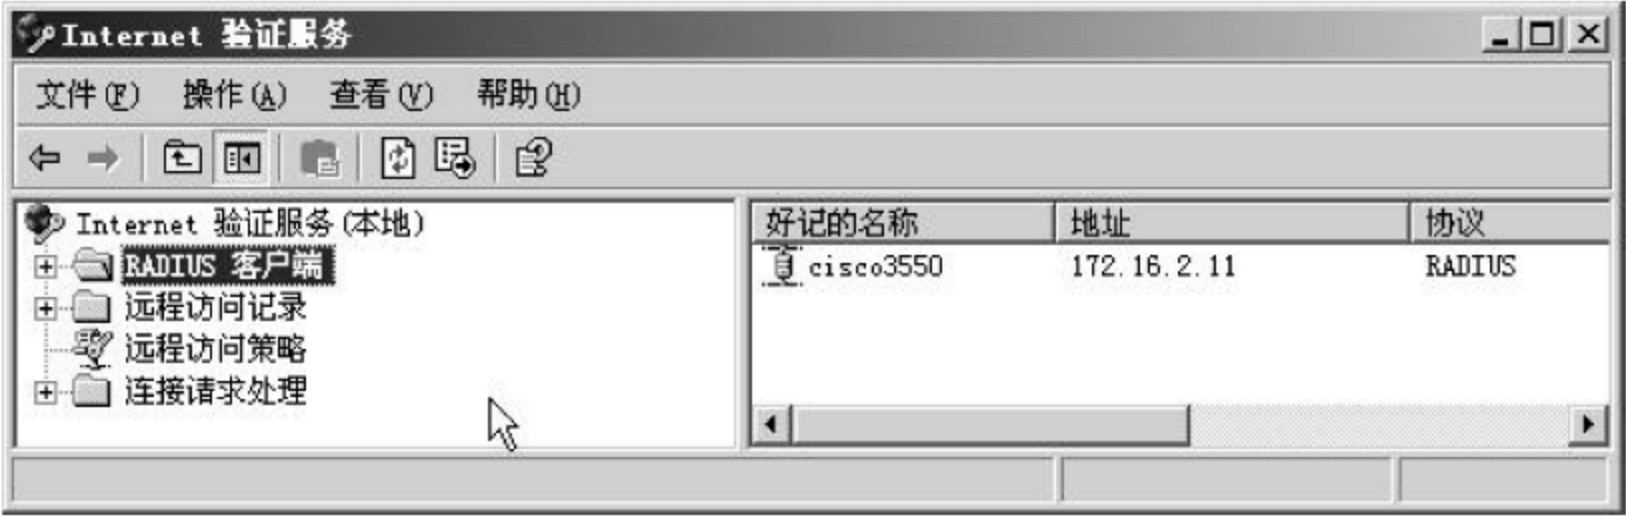 Internet 验证服务
文件(F) 操作(A) 查看(V) 帮助(H)
Internet 验证服务(本地)
RADIUS 客户端
远程访问记录
远程访问策略
连接请求处理
好记的名称 地址 协议
cisco3550 172.16.2.11 RADIUS